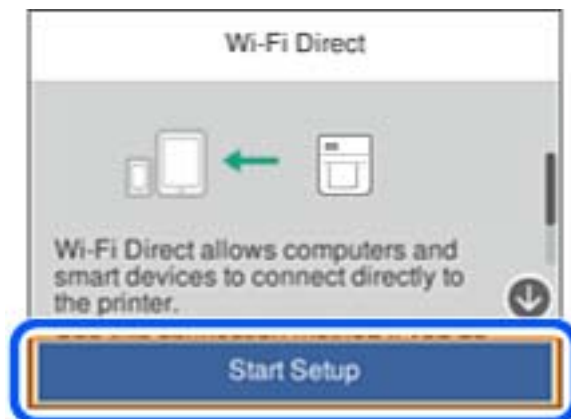 Wi-Fi Direct
Wi-Fi Direct allows computers and
smart devices to connect directly to
the printer.
Start Setup